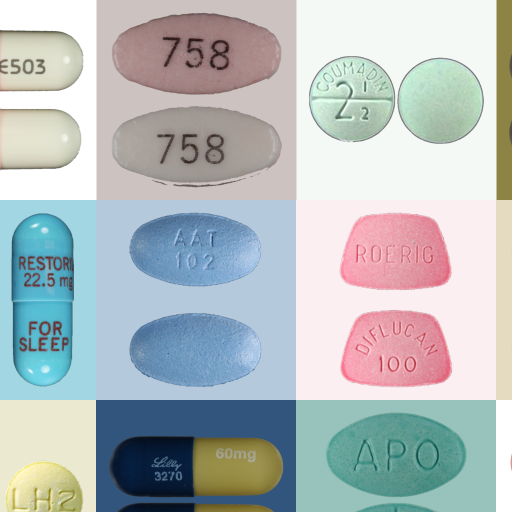 E503
758
758
COUMADIN
2 1/2
RESTORIL
22.5 mg
FOR
SLEEP
AAT
102
ROERIG
DIFLUCAN
100
LH2
Lilly
3270
60mg
APO